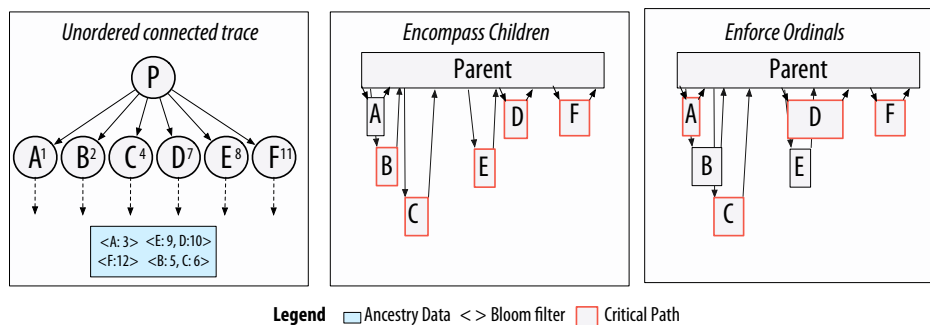 Unordered connected trace
P
A1 B2 C4 D7 E8 F11
<A: 3> <E: 9, D:10>
<F:12> <B: 5, C: 6>
Encompass Children
Parent
A
D
F
B
E
C
Enforce Ordinals
Parent
A
D
F
B
E
C
Legend Ancestry Data < > Bloom filter Critical Path